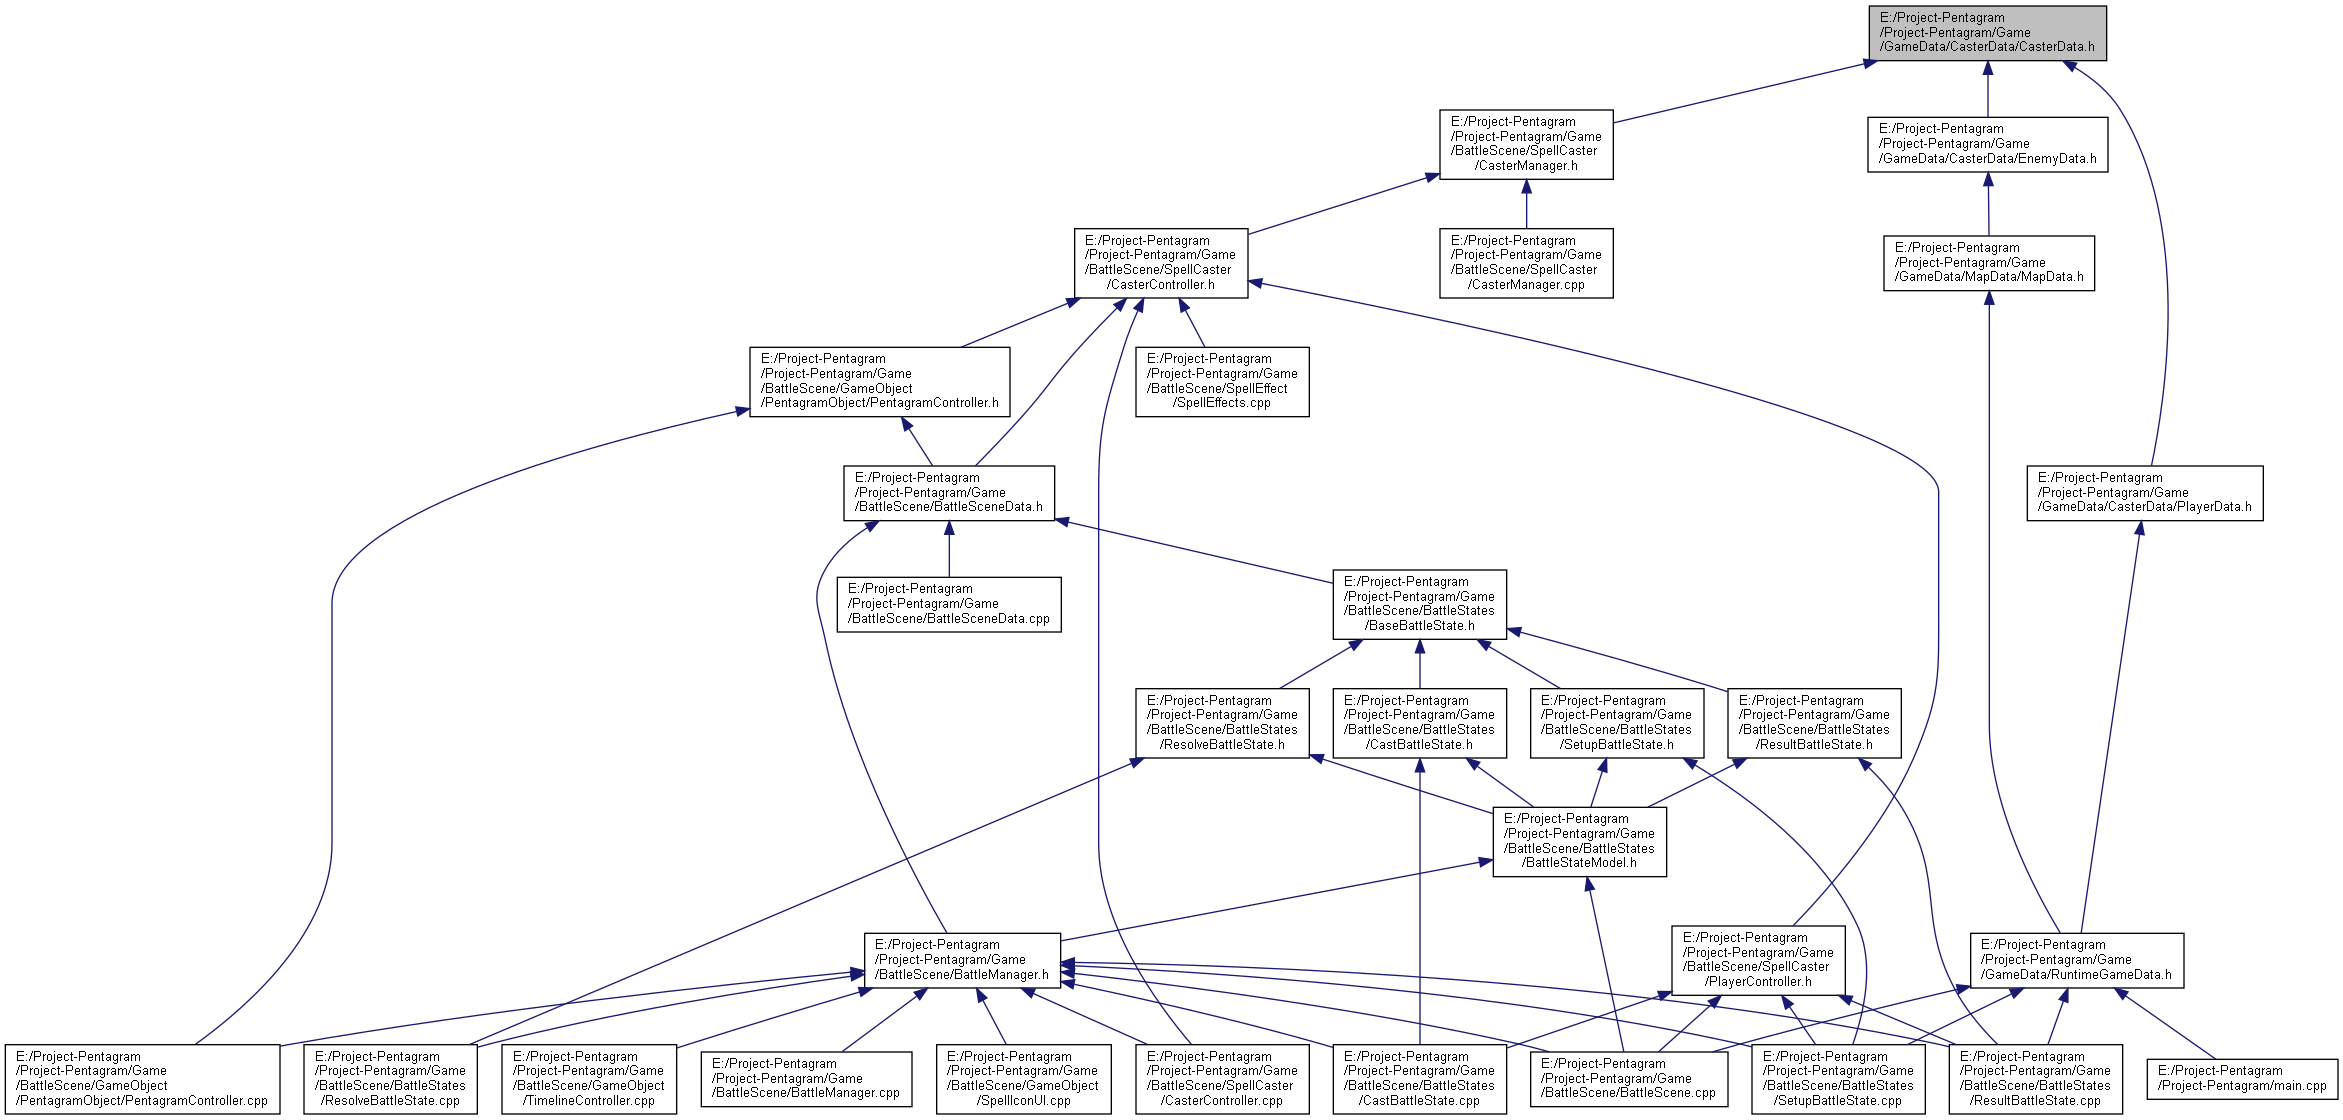 E:/Project-Pentagram
/Project-Pentagram/Game
/GameData/CasterData/CasterData.h
E:/Project-Pentagram
/Project-Pentagram/Game
/BattleScene/SpellCaster
/CasterManager.h
E:/Project-Pentagram
/Project-Pentagram/Game
/GameData/CasterData/EnemyData.h
E:/Project-Pentagram
/Project-Pentagram/Game
/BattleScene/SpellCaster
/CasterController.h
E:/Project-Pentagram
/Project-Pentagram/Game
/BattleScene/SpellCaster
/CasterManager.cpp
E:/Project-Pentagram
/Project-Pentagram/Game
/GameData/MapData/MapData.h
E:/Project-Pentagram
/Project-Pentagram/Game
/BattleScene/GameObject
/PentagramObject/PentagramController.h
E:/Project-Pentagram
/Project-Pentagram/Game
/BattleScene/SpellEffect
/SpellEffects.cpp
E:/Project-Pentagram
/Project-Pentagram/Game
/BattleScene/BattleSceneData.h
E:/Project-Pentagram
/Project-Pentagram/Game
/GameData/CasterData/PlayerData.h
E:/Project-Pentagram
/Project-Pentagram/Game
/BattleScene/BattleSceneData.cpp
E:/Project-Pentagram
/Project-Pentagram/Game
/BattleScene/BattleStates
/BaseBattleState.h
E:/Project-Pentagram
/Project-Pentagram/Game
/BattleScene/BattleStates
/ResolveBattleState.h
E:/Project-Pentagram
/Project-Pentagram/Game
/BattleScene/BattleStates
/CastBattleState.h
E:/Project-Pentagram
/Project-Pentagram/Game
/BattleScene/BattleStates
/SetupBattleState.h
E:/Project-Pentagram
/Project-Pentagram/Game
/BattleScene/BattleStates
/ResultBattleState.h
E:/Project-Pentagram
/Project-Pentagram/Game
/BattleScene/BattleStates
/BattleStateModel.h
E:/Project-Pentagram
/Project-Pentagram/Game
/BattleScene/BattleManager.h
E:/Project-Pentagram
/Project-Pentagram/Game
/BattleScene/SpellCaster
/PlayerController.h
E:/Project-Pentagram
/Project-Pentagram/Game
/GameData/RuntimeGameData.h
E:/Project-Pentagram
/Project-Pentagram/Game
/BattleScene/GameObject
/PentagramObject/PentagramController.cpp
E:/Project-Pentagram
/Project-Pentagram/Game
/BattleScene/BattleStates
/ResolveBattleState.cpp
E:/Project-Pentagram
/Project-Pentagram/Game
/BattleScene/GameObject
/TimelineController.cpp
E:/Project-Pentagram
/Project-Pentagram/Game
/BattleScene/BattleManager.cpp
E:/Project-Pentagram
/Project-Pentagram/Game
/BattleScene/GameObject
/SpellIconUI.cpp
E:/Project-Pentagram
/Project-Pentagram/Game
/BattleScene/SpellCaster
/CasterController.cpp
E:/Project-Pentagram
/Project-Pentagram/Game
/BattleScene/BattleStates
/CastBattleState.cpp
E:/Project-Pentagram
/Project-Pentagram/Game
/BattleScene/BattleScene.cpp
E:/Project-Pentagram
/Project-Pentagram/Game
/BattleScene/BattleStates
/SetupBattleState.cpp
E:/Project-Pentagram
/Project-Pentagram/Game
/BattleScene/BattleStates
/ResultBattleState.cpp
E:/Project-Pentagram
/Project-Pentagram/main.cpp